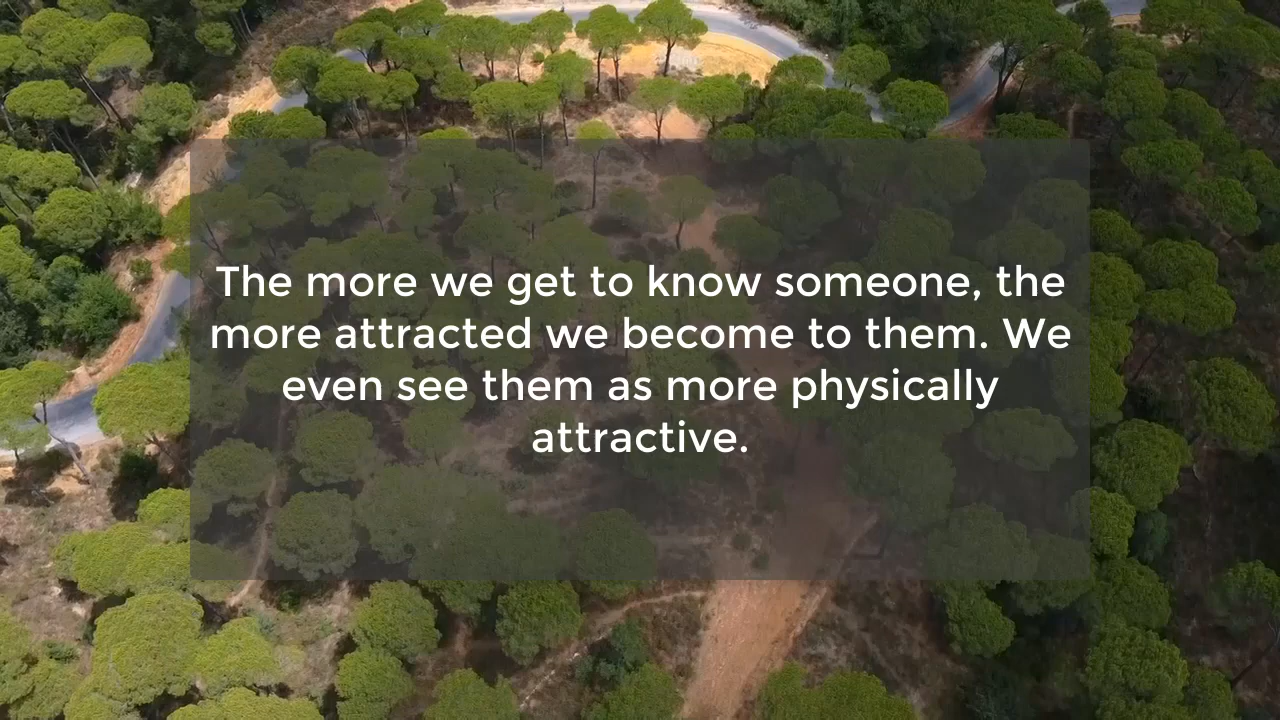 The more we get to know someone, the
more attracted we become to them. We
even see them as more physically
attractive.